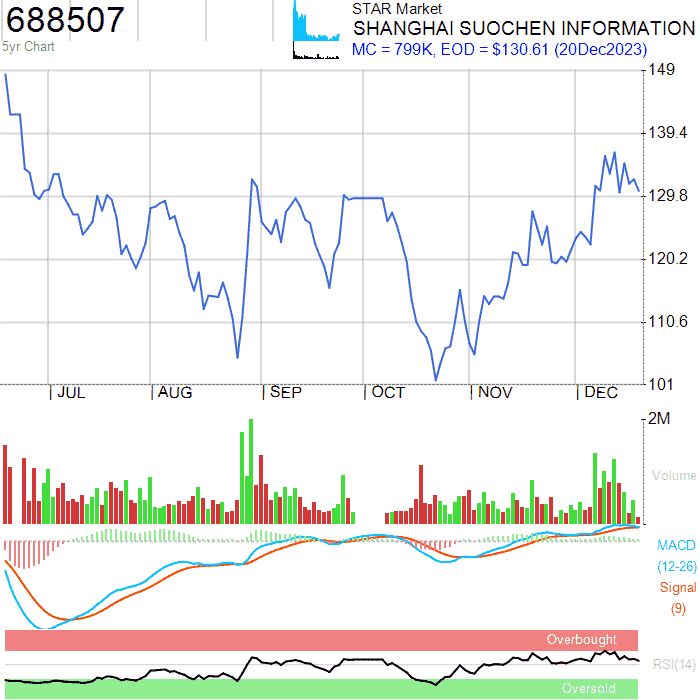 688507
5yr Chart
STAR Market
SHANGHAI SUOCHEN INFORMATION
MC = 799K, EOD = $130.61 (20Dec2023)
149
139.4
129.8
120.2
110.6
101
JUL AUG SEP OCT NOV DEC
2M
Volume
MACD
(12-26)
Signal
(9)
Overbought
RSI(14)
Oversold